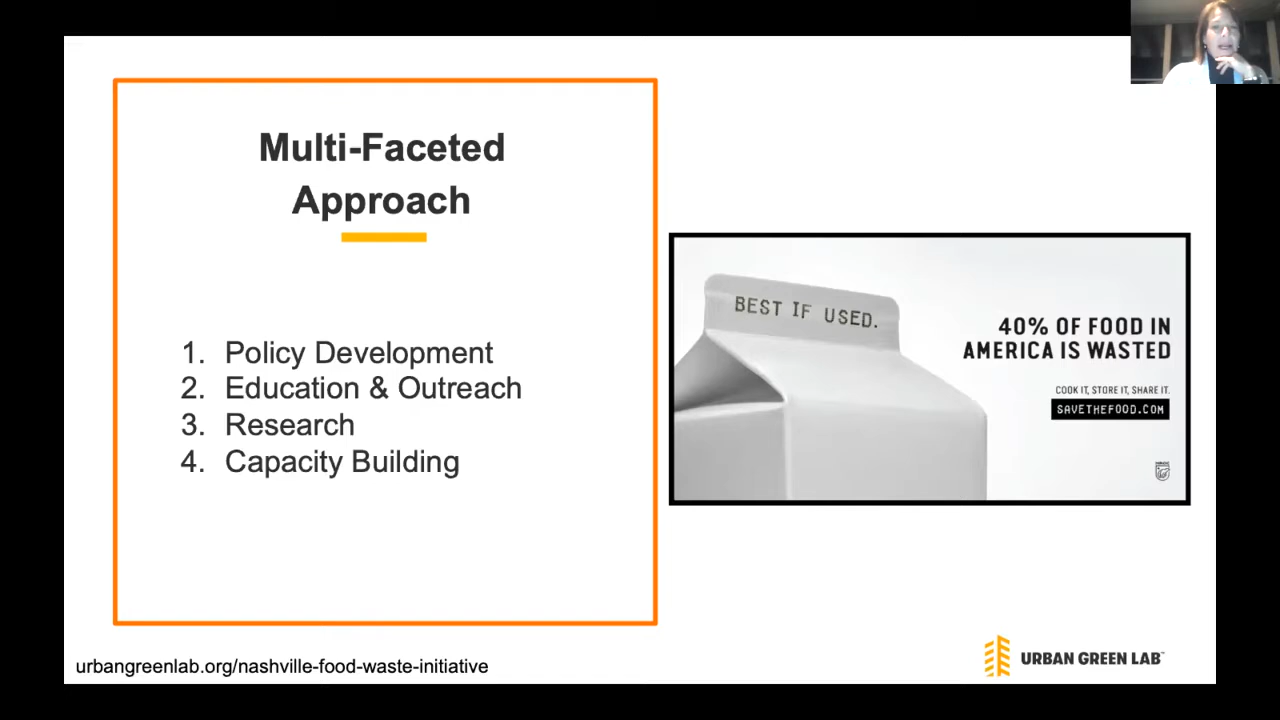 Multi-Faceted
Approach
1. Policy Development
2. Education & Outreach
3. Research
4. Capacity Building
BEST IF USED.
40% OF FOOD IN
AMERICA IS WASTED
COOK IT, STORE IT, SHARE IT.
SAVETHEFOOD.COM
urbangreenlab.org/nashville-food-waste-initiative
URBAN GREEN LAB